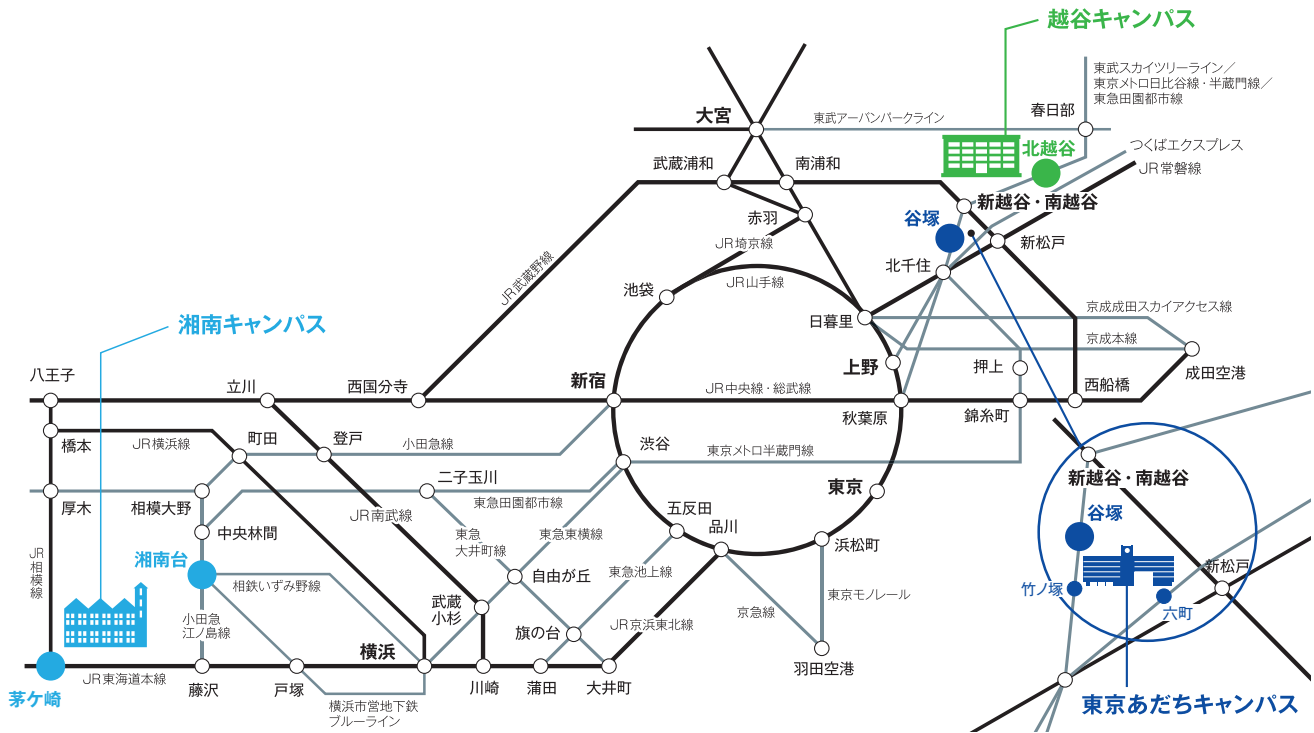 越谷キャンパス
東武スカイツリーライン／
東京メトロ日比谷線・半蔵門線／
東急田園都市線
春日部
大宮
東武アーバンパークライン
北越谷
つくばエクスプレス
JR常磐線
武蔵浦和
南浦和
新越谷・南越谷
赤羽
谷塚
JR埼京線
新松戸
北千住
JR武蔵野線
池袋
JR山手線
京成成田スカイアクセス線
日暮里
京成本線
湘南キャンパス
上野
押上
成田空港
八王子
立川
西国分寺
新宿
JR中央線・総武線
西船橋
秋葉原
錦糸町
橋本
JR横浜線
町田
登戸
小田急線
渋谷
東京メトロ半蔵門線
二子玉川
新越谷・南越谷
東京
厚木
相模大野
東急田園都市線
JR南武線
五反田
谷塚
中央林間
東急
大井町線
東急東横線
品川
浜松町
JR
相模線
湘南台
相鉄いずみ野線
自由が丘
東急池上線
新松戸
竹ノ塚
六町
小田急
江ノ島線
武蔵
小杉
旗の台
JR京浜東北線
京急線
東京モノレール
横浜
羽田空港
JR東海道本線
茅ケ崎
藤沢
戸塚
川崎
蒲田
大井町
横浜市営地下鉄
ブルーライン
東京あだちキャンパス